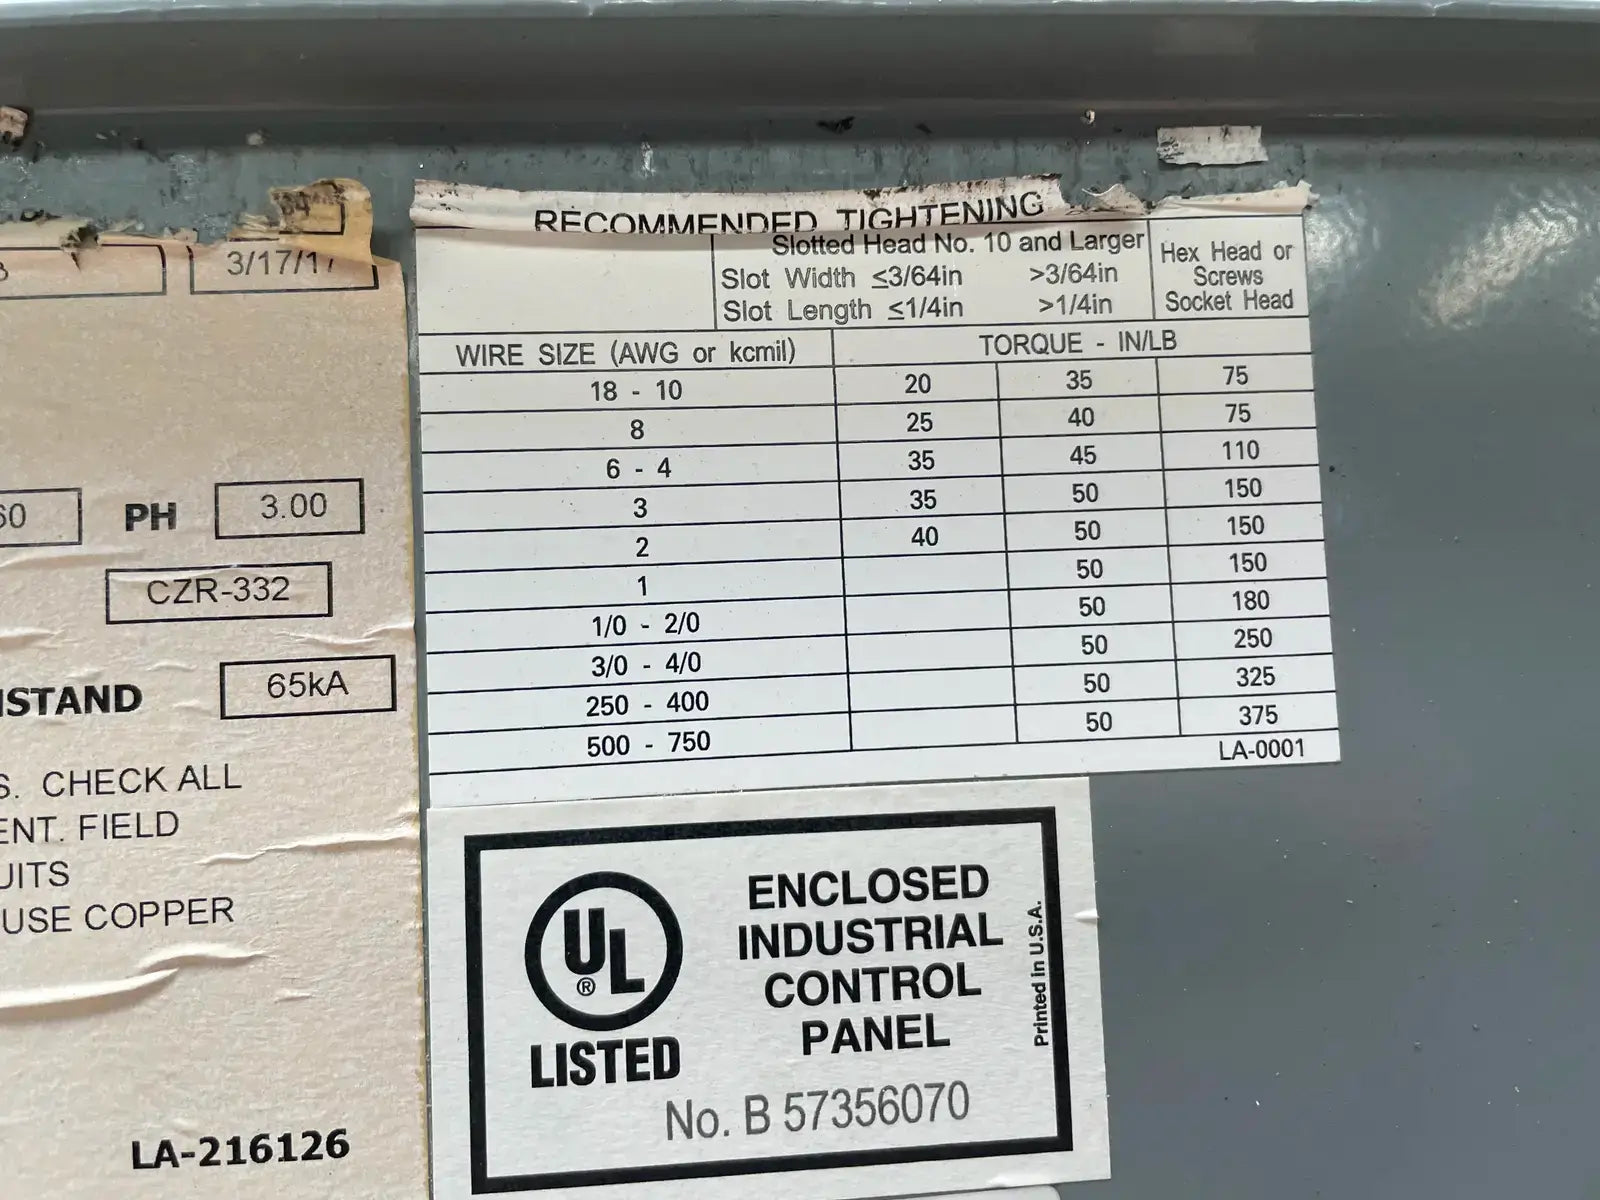 3/17/17
60 PH 3.00
CZR-332
65kA
CHECK ALL
FIELD
USE COPPER
LA-216126
RECOMMENDED TIGHTENING
Slotted Head No. 10 and Larger
Slot Width ≤3/64in >3/64in
Slot Length ≤1/4in >1/4in
Hex Head or
Screws
Socket Head
WIRE SIZE (AWG or kcmil) TORQUE - IN/LB
18 - 10 20 35 75
8 25 40 75
6 - 4 35 45 110
3 35 50 150
2 40 50 150
1 50 150
1/0 - 2/0 50 180
3/0 - 4/0 50 250
250 - 400 50 325
500 - 750 50 375
LA-0001
UL
®
LISTED
ENCLOSED
INDUSTRIAL
CONTROL
PANEL
No. B 57356070
Printed in U.S.A.